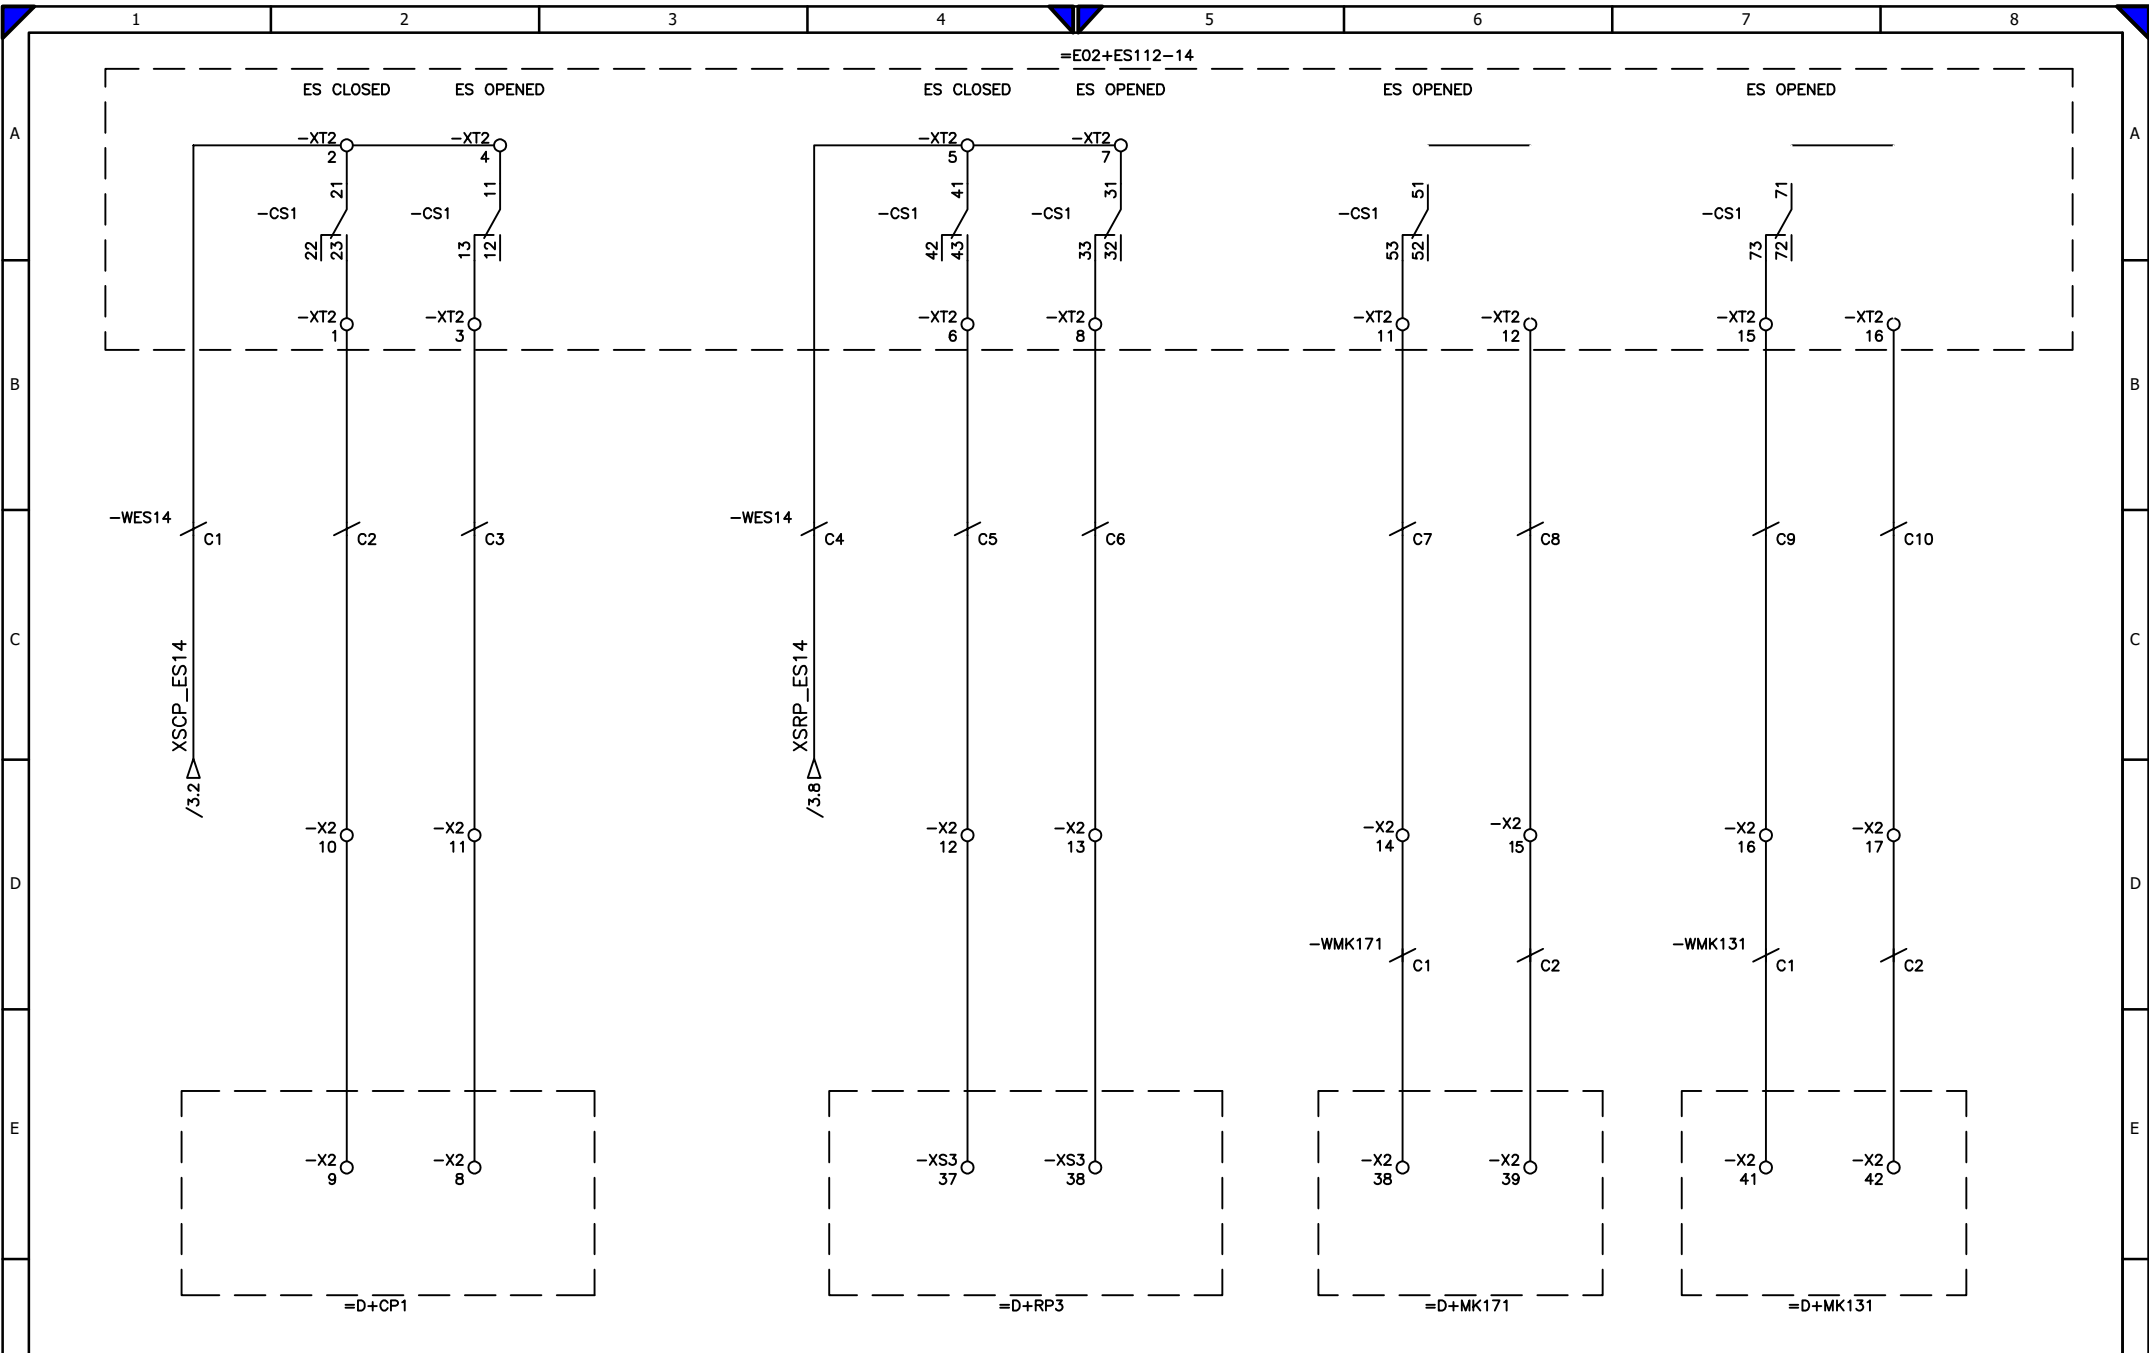 1 2 3 4 5 6 7 8
=E02+ES112-14
ES CLOSED ES OPENED ES CLOSED ES OPENED ES OPENED ES OPENED
A A
-XT2 -XT2 -XT2 -XT2
2 4 5 7
21 11 41 31 51 71
-CS1 -CS1 -CS1 -CS1 -CS1 -CS1
22 23 13 12 42 43 33 32 53 52 73 72
-XT2 -XT2 -XT2 -XT2 -XT2 -XT2 -XT2 -XT2
1 3 6 8 11 12 15 16
B B
-WES14 -WES14
C1 C2 C3 C4 C5 C6 C7 C8 C9 C10
C C
XSCP_ES14 XSRP_ES14
/3.2 /3.8
-X2 -X2 -X2 -X2 -X2 -X2 -X2 -X2
10 11 12 13 14 15 16 17
D D
-WMK171 -WMK131
C1 C2 C1 C2
E E
-X2 -X2 -XS3 -XS3 -X2 -X2 -X2 -X2
9 8 37 38 38 39 41 42
=D+CP1 =D+RP3 =D+MK171 =D+MK131